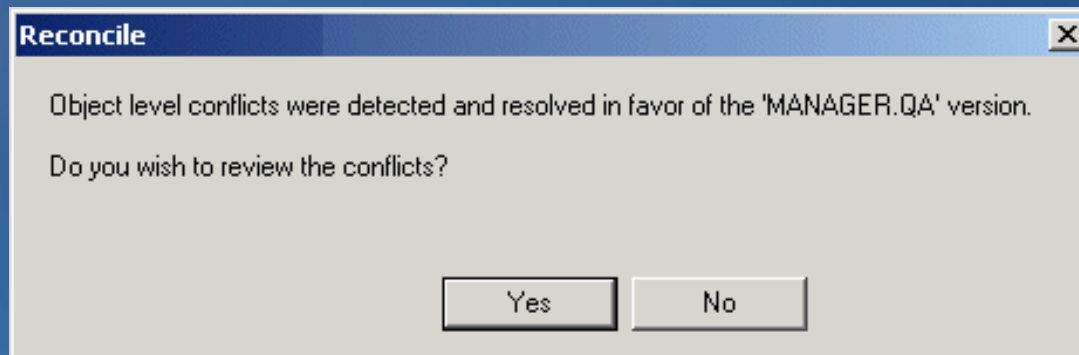 Reconcile
Object level conflicts were detected and resolved in favor of the 'MANAGER.QA' version.
Do you wish to review the conflicts?
Yes No